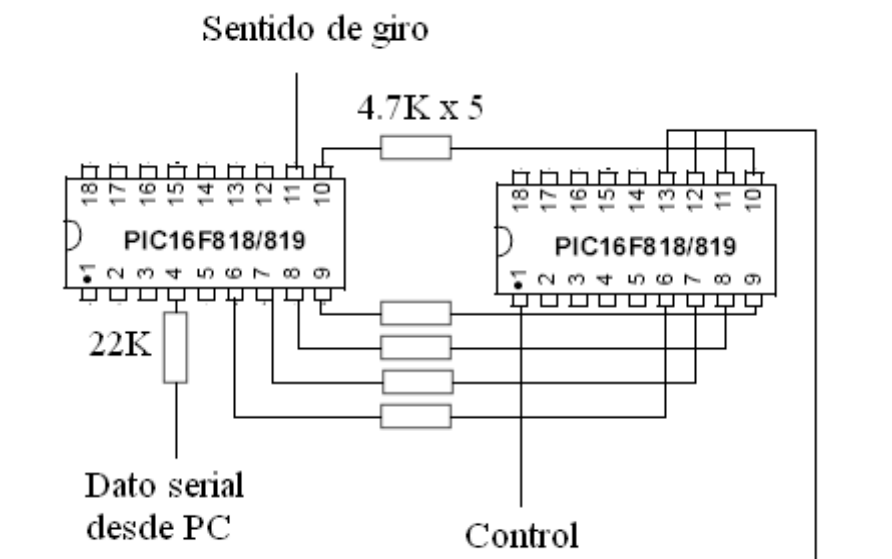 Sentido de giro
4.7K x 5
18 17 16 15 14 13 12 11 10
18 17 16 15 14 13 12 11 10
PIC16F818/819
PIC16F818/819
1 2 3 4 5 6 7 8 9
1 2 3 4 5 6 7 8 9
22K
Dato serial
desde PC
Control